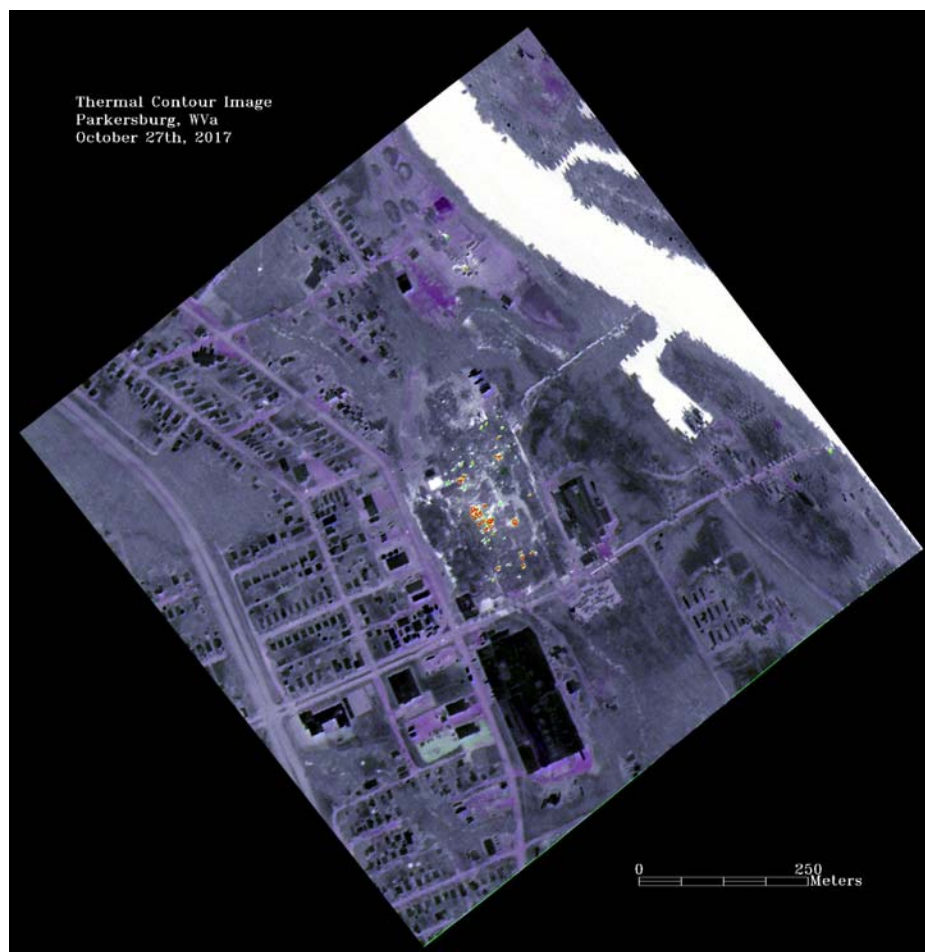 Thermal Contour Image
Parkersburg, WVa
October 27th, 2017
0 250
Meters